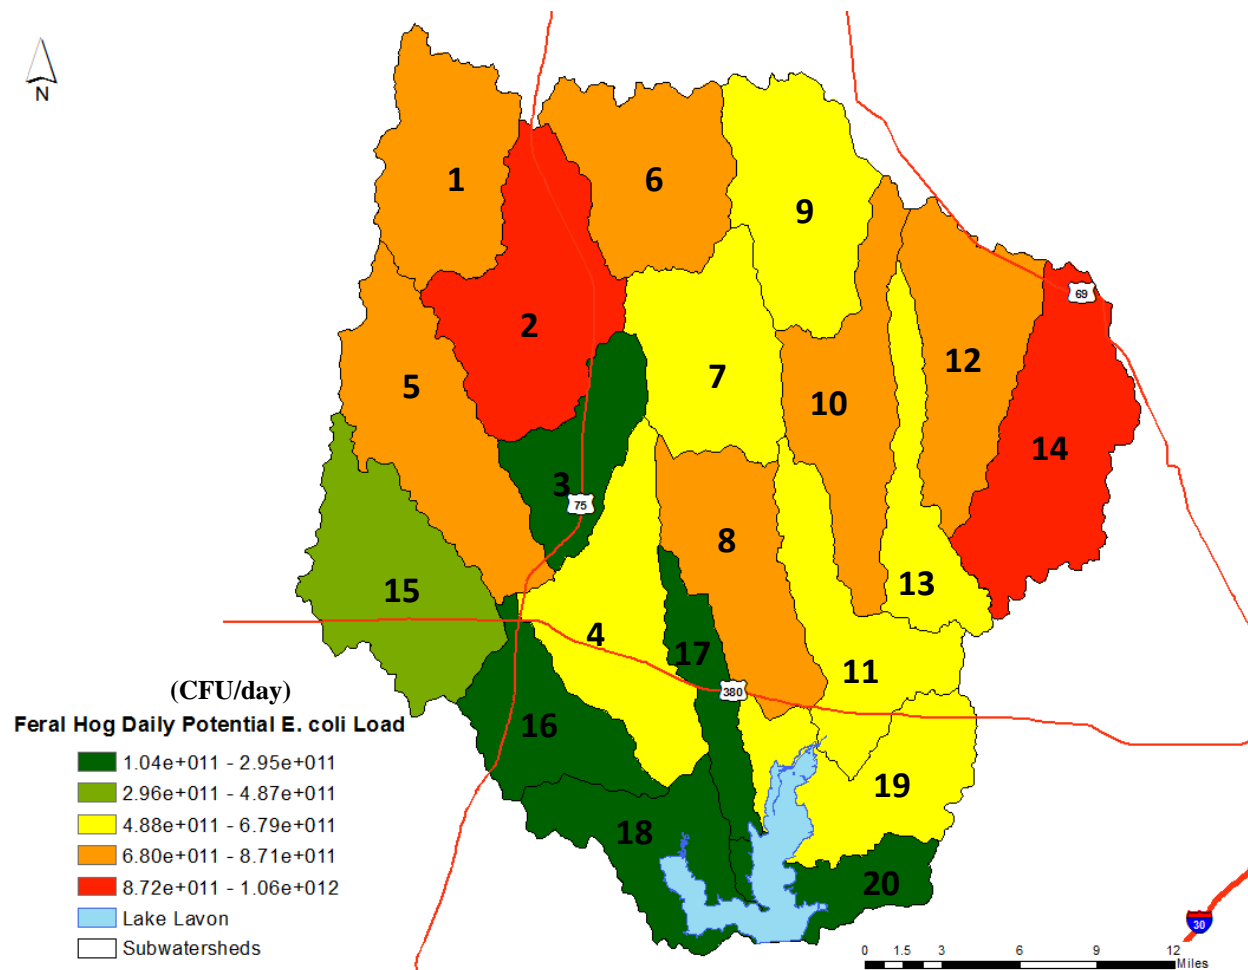 N
1
6
9
69
2
12
7
5
10
14
3
75
8
13
15
4
17
11
(CFU/day)
380
Feral Hog Daily Potential E. coli Load
16
1.04e+011 - 2.95e+011
2.96e+011 - 4.87e+011
19
4.88e+011 - 6.79e+011
18
6.80e+011 - 8.71e+011
20
8.72e+011 - 1.06e+012
Lake Lavon
30
Subwatersheds
0 1.5 3 6 9 12
Miles